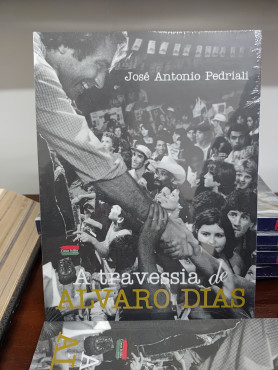 José Antonio Pedriali
A travessia de
ALVARO DIAS